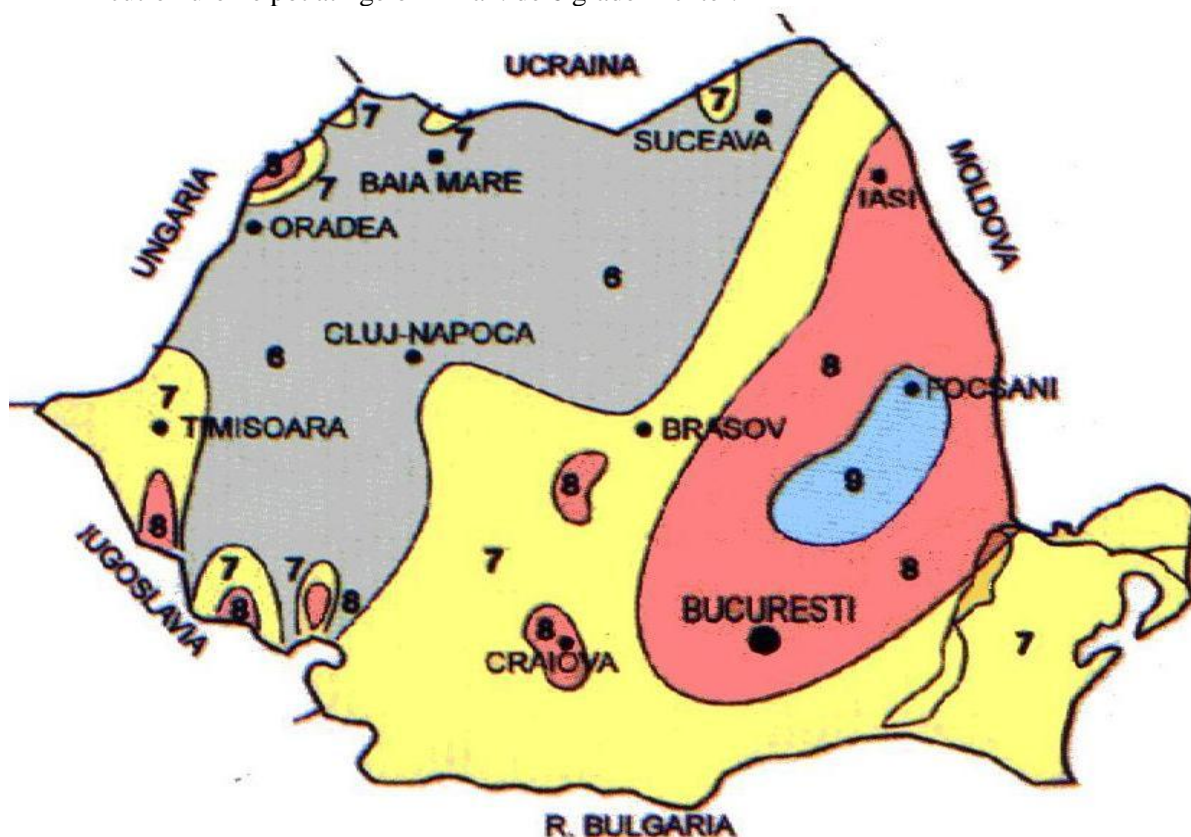 UCRAINA
7
SUCEAVA
7
7
BAIA MARE
8
7
UNGARIA
ORADEA
IASI
MOLDOVA
6
6
CLUJ-NAPOCA
8
7
FOCSANI
TIMISOARA
BRASOV
8
9
8
IUGOSLAVIA
7
7
7
8
8
8
BUCURESTI
8
CRAIOVA
7
R. BULGARIA